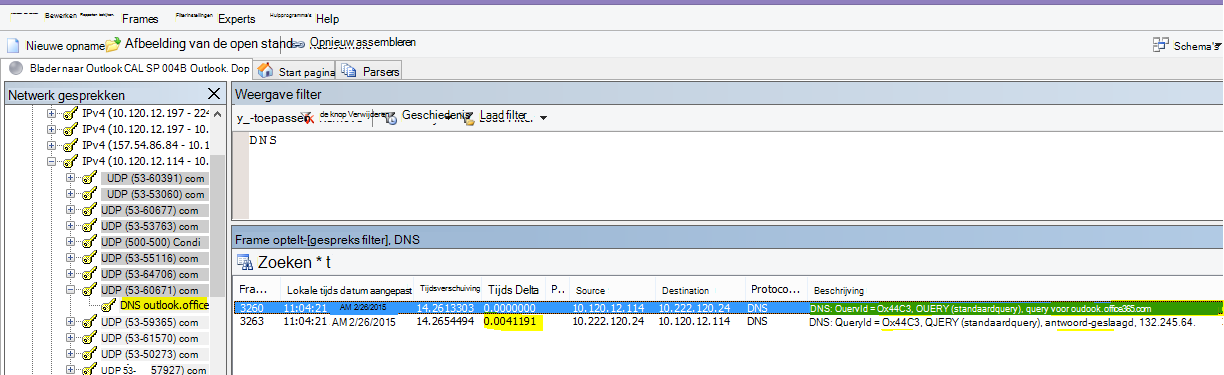 Bewerken Rapporten bekijken Frames Filterinstellingen Experts Hulpprogramma's Help
Nieuwe opname Afbeelding van de open stand Opnieuw assembleren Schema's
Blader naar Outlook CAL SP 004B Outlook. Dop Start pagina Parsers
Netwerk gesprekken
IPv4 (10.120.12.197 - 224
IPv4 (10.120.12.197 - 10.
IPv4 (157.54.86.84 - 10.1
IPv4 (10.120.12.114 - 10.
UDP (53-60391) com
UDP (53-53060) com
UDP (53-60677) com
UDP (53-53763) com
UDP (500-500) Condi
UDP (53-55116) com
UDP (53-64706) com
UDP (53-60671) com
DNS outlook.office
UDP (53-59365) com
UDP (53-61570) com
UDP (53-50273) com
UDP 53- 57927) com
Weergave filter
y_-toepassen de knop Verwijderen Geschiedenis Laad filter
DNS
Frame optelt-[gespreks filter], DNS
Zoeken * t
Fra... Lokale tijds datum aangepast Tijdsverschuiving Tijds Delta P.. Source Destination Protoco... Beschrijving
3260 11:04:21 AM 2/26/2015 14.2613303 0.0000000 10.120.12.114 10.222.120.24 DNS DNS: QueryId = Ox44C3, OUERY (standaardquery), query voor oudook.office365.com
3263 11:04:21 AM 2/26/2015 14.2654494 0.0041191 10.222.120.24 10.120.12.114 DNS DNS: QueryId = Ox44C3, QJERY (standaardquery), antwoord-geslaagd, 132.245.64.